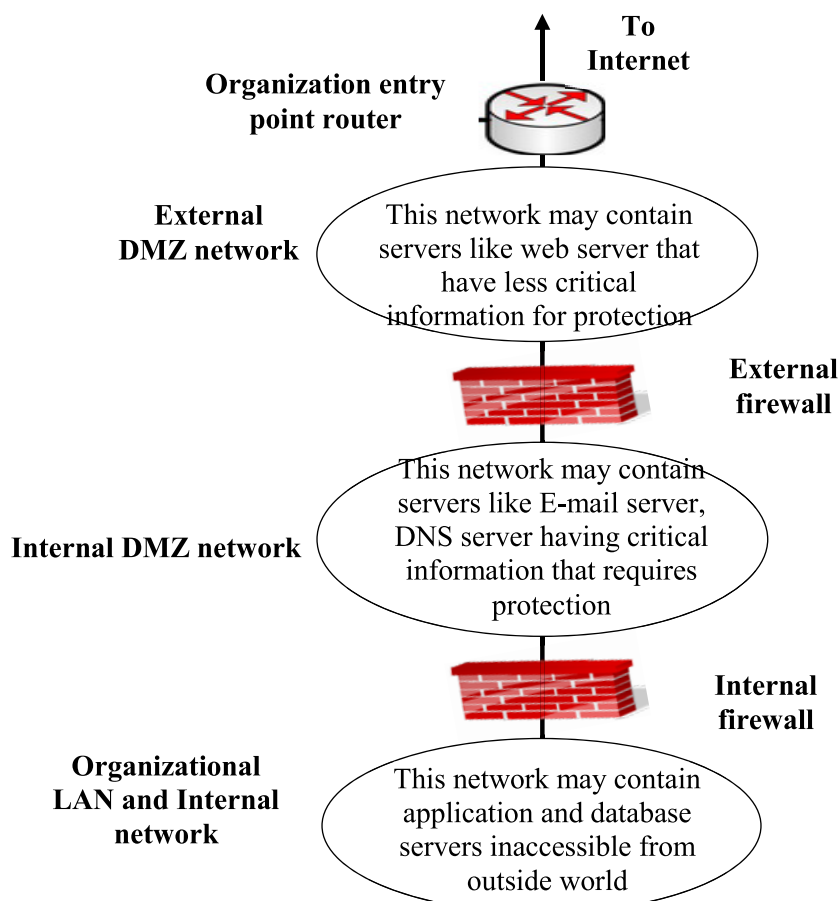 To
Internet
Organization entry
point router
External
DMZ network
This network may contain
servers like web server that
have less critical
information for protection
External
firewall
This network may contain
servers like E-mail server,
DNS server having critical
information that requires
protection
Internal DMZ network
Internal
firewall
Organizational
LAN and Internal
network
This network may contain
application and database
servers inaccessible from
outside world